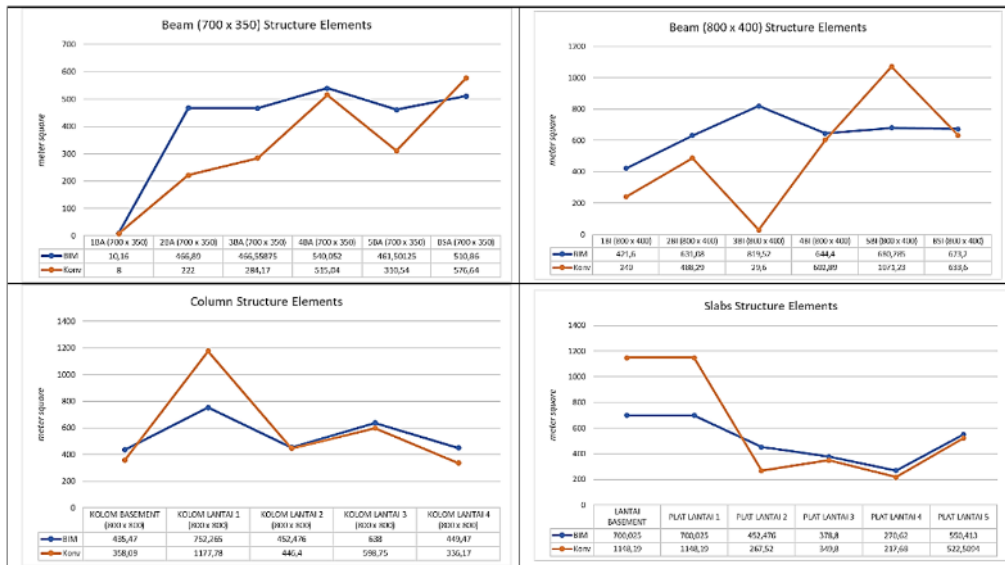 Beam (700 x 350) Structure Elements
700
600
500
400
300
200
100
0
meter square
1BA (700 x 350) 2BA (700 x 350) 3BA (700 x 350) 4BA (700 x 350) 5BA (700 x 350) BSA (700 x 350)
BIM 10,16 466,89 466,55875 540,052 461,50125 510,86
Konv 8 222 284,17 515,04 310,54 576,64
Beam (800 x 400) Structure Elements
1200
1000
800
600
400
200
0
meter square
1BI (800 x 400) 2BI (800 x 400) 3BI (800 x 400) 4BI (800 x 400) 5BI (800 x 400) BSI (800 x 400)
BIM 421,6 631,08 819,52 644,4 680,785 673,2
Konv 240 488,29 29,6 602,89 1071,23 633,6
Column Structure Elements
1400
1200
1000
800
600
400
200
0
meter square
KOLOM BASEMENT KOLOM LANTAI 1 KOLOM LANTAI 2 KOLOM LANTAI 3 KOLOM LANTAI 4
(800 x 800) (800 x 800) (800 x 800) (800 x 800) (800 x 800)
BIM 435,47 752,265 452,476 638 449,47
Konv 358,09 1177,78 446,4 598,75 336,17
Slabs Structure Elements
1400
1200
1000
800
600
400
200
0
meter square
LANTAI
BASEMENT PLAT LANTAI 1 PLAT LANTAI 2 PLAT LANTAI 3 PLAT LANTAI 4 PLAT LANTAI 5
BIM 700,025 700,025 452,476 378,8 270,62 550,413
Konv 1148,19 1148,19 267,52 349,8 217,68 522,5094